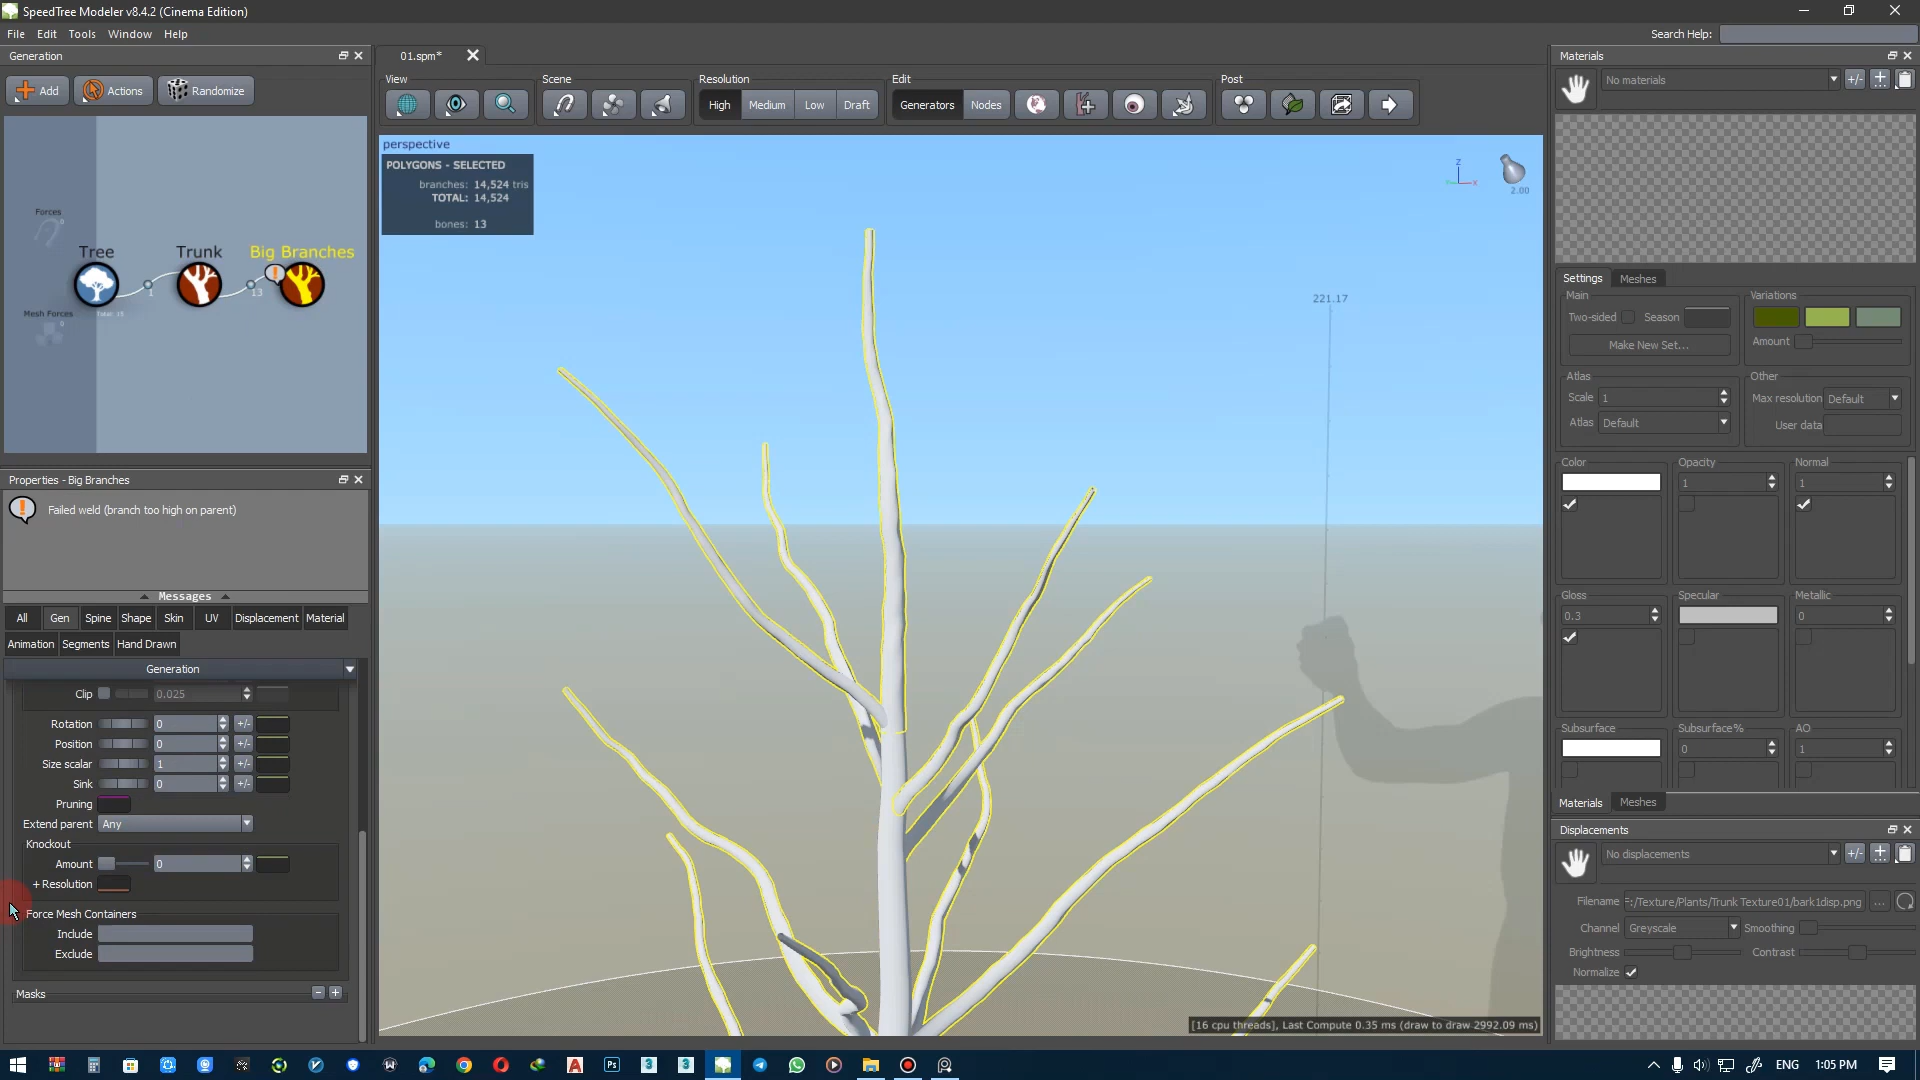 SpeedTree Modeler v8.4.2 (Cinema Edition)
File Edit Tools Window Help
Search Help:
Generation
Add
Actions
Randomize
Forces
0
Tree
Trunk
Big Branches
1
13
Mesh Forces
0
Total: 15
Properties - Big Branches
Failed weld (branch too high on parent)
Messages
All Gen Spine Shape Skin UV Displacement Material
Animation Segments Hand Drawn
Generation
Clip 0.025
Rotation 0 +/-
Position 0 +/-
Size scalar 1 +/-
Sink 0 +/-
Pruning
Extend parent Any
Knockout
Amount 0
+ Resolution
Force Mesh Containers
Include
Exclude
Masks - +
01.spm*
View
Scene
Resolution
High Medium Low Draft
Edit
Generators Nodes
Post
perspective
POLYGONS - SELECTED
branches: 14,524 tris
TOTAL: 14,524
bones: 13
z
x
2.00
221.17
[16 cpu threads], Last Compute 0.35 ms (draw to draw 2992.09 ms)
Materials
No materials
+/-
Settings Meshes
Main
Two-sided Season
Make New Set...
Variations
Amount
Atlas
Scale 1
Atlas Default
Other
Max resolution Default
User data
Color
Opacity
1
Normal
1
Gloss
0.3
Specular
Metallic
0
Subsurface
Subsurface%
0
AO
1
Materials Meshes
Displacements
No displacements
+/-
Filename F:/Texture/Plants/Trunk Texture01/bark1disp.png ...
Channel Greyscale Smoothing
Brightness Contrast
Normalize
ENG 1:05 PM